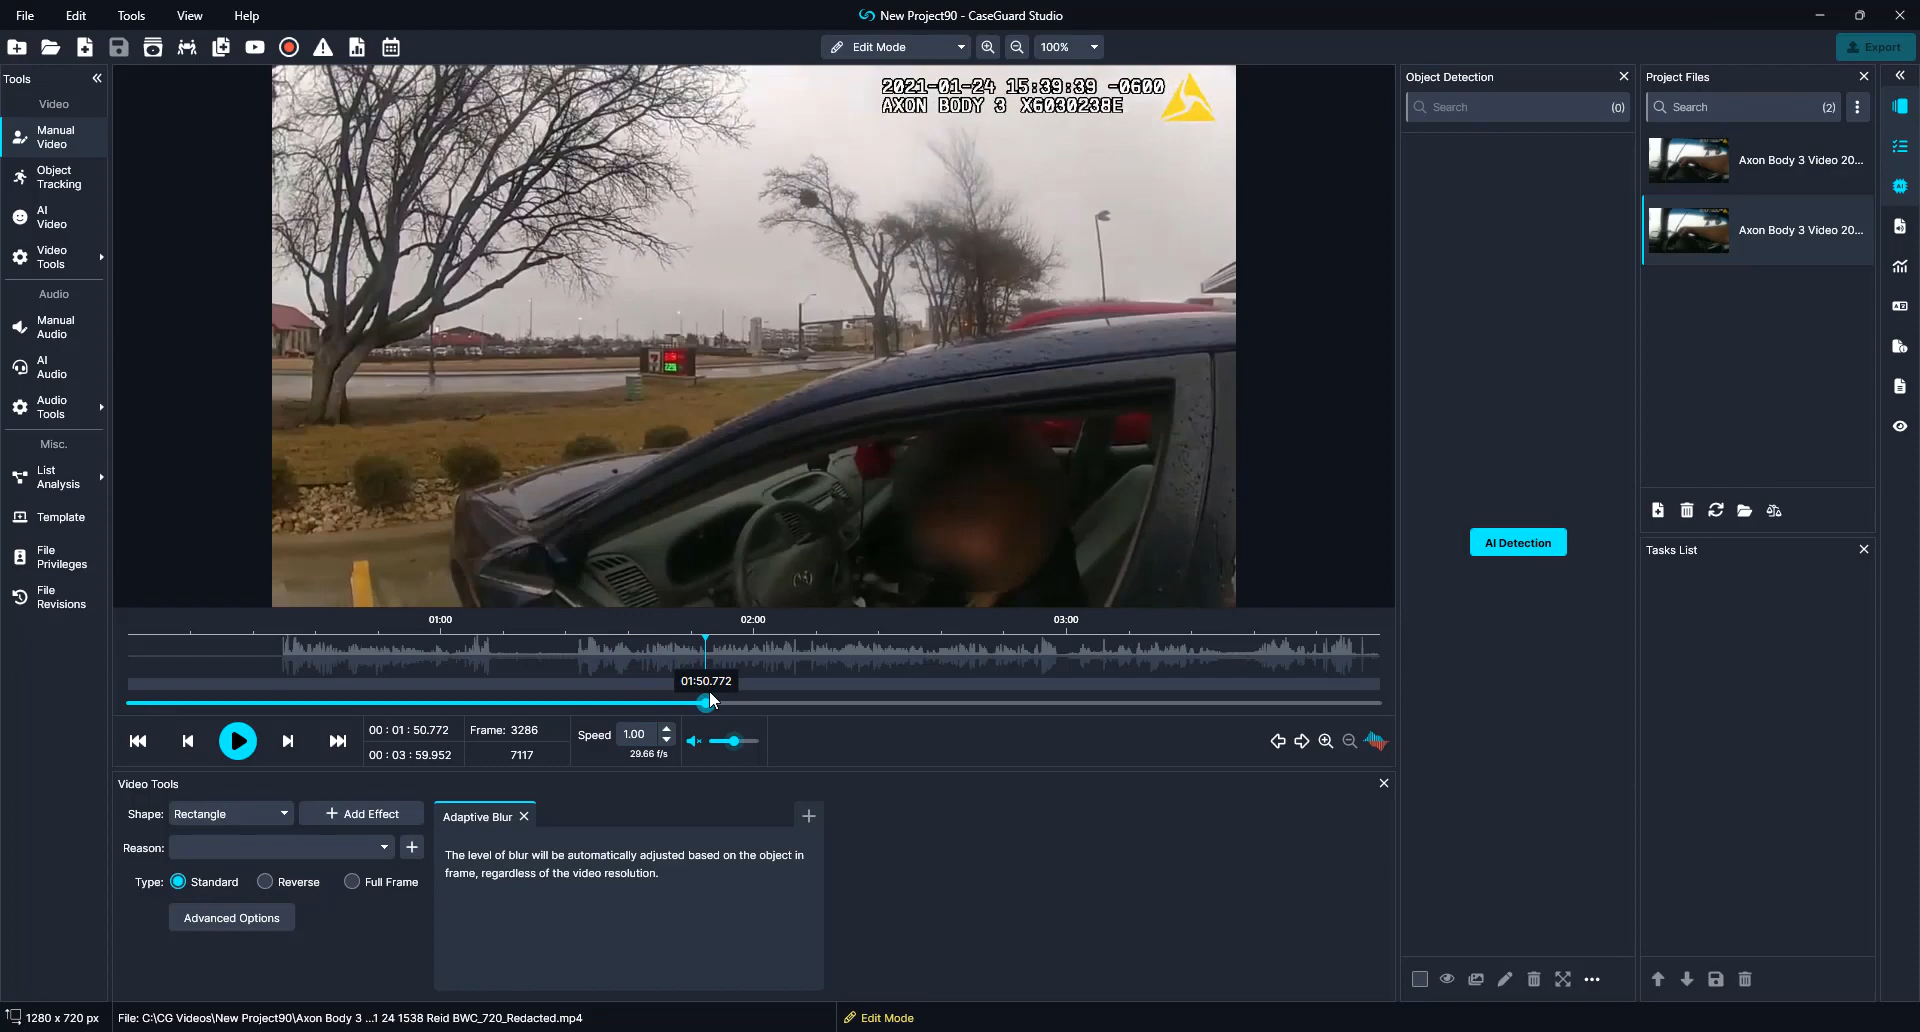 File Edit Tools View Help
New Project90 - CaseGuard Studio
Edit Mode 100% Export
Tools
Video
Manual Video
Object Tracking
AI Video
Video Tools
Audio
Manual Audio
AI Audio
Audio Tools
Misc.
List Analysis
Template
File Privileges
File Revisions
2021-01-24 15:39:39 -0600
AXON BODY 3 X6030238E
01:00 02:00 03:00
01:50.772
00 : 01 : 50.772 Frame: 3286
00 : 03 : 59.952 7117
Speed 1.00
29.66 f/s
Video Tools
Shape: Rectangle Add Effect
Reason:
Type: Standard Reverse Full Frame
Advanced Options
Adaptive Blur
The level of blur will be automatically adjusted based on the object in
frame, regardless of the video resolution.
Object Detection
Search (0)
AI Detection
Project Files
Search (2)
Axon Body 3 Video 20...
Axon Body 3 Video 20...
Tasks List
1280 x 720 px
File: C:\CG Videos\New Project90\Axon Body 3 ...1 24 1538 Reid BWC_720_Redacted.mp4
Edit Mode